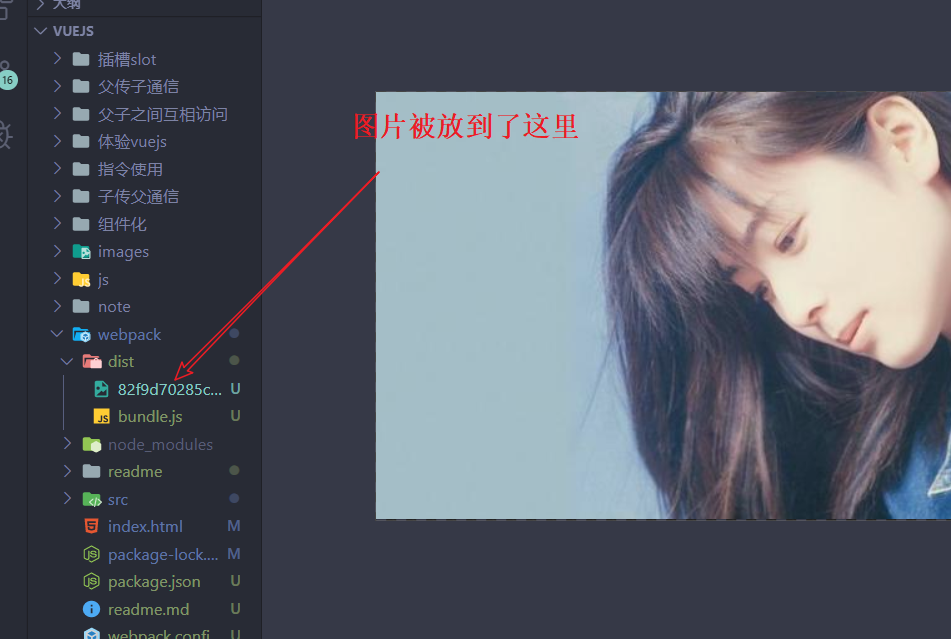 大纲
VUEJS
插槽slot
父传子通信
父子之间互相访问
体验vuejs
指令使用
子传父通信
组件化
images
js
note
webpack
dist
82f9d70285c... U
JS bundle.js U
node_modules
readme
src
index.html M
package-lock.... M
package.json U
readme.md U
webpack.confi... U
16
图片被放到了这里